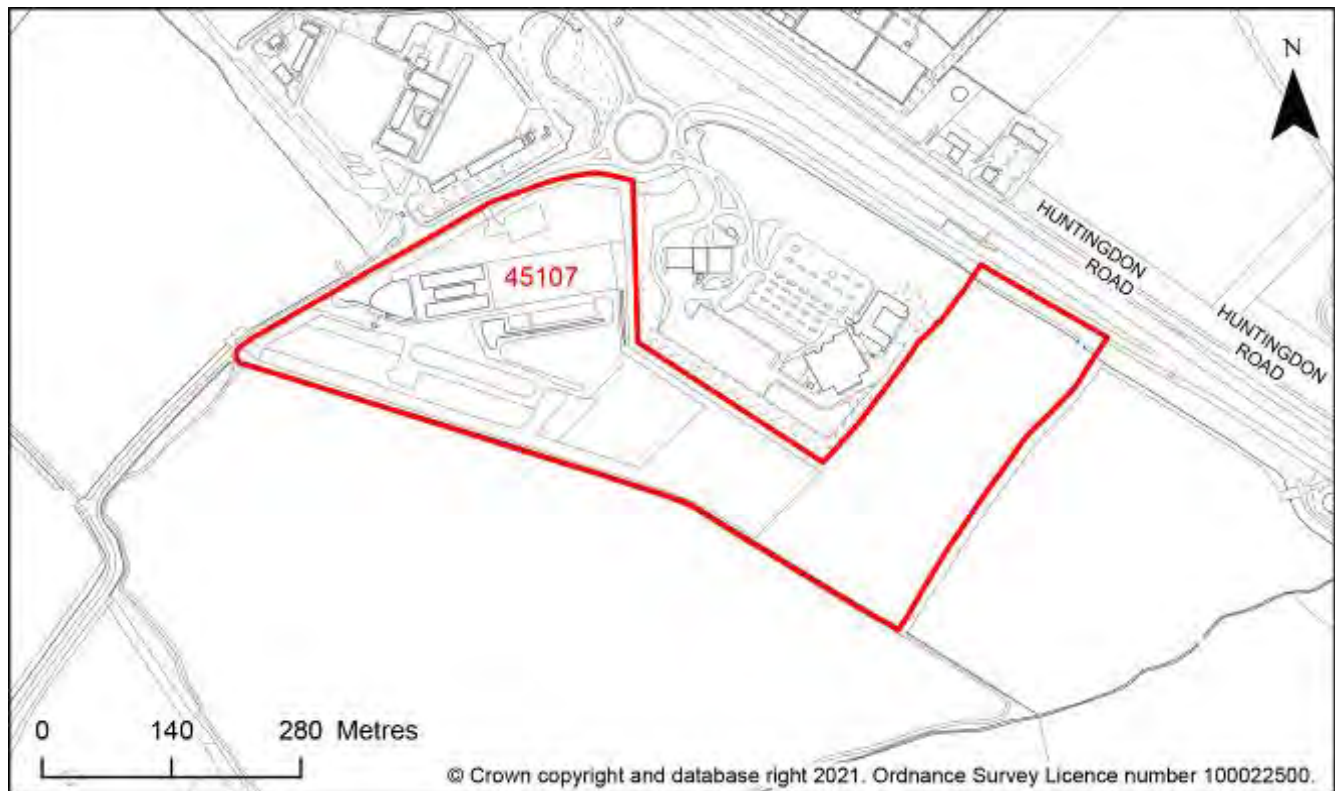 N
HUNTINGDON
ROAD
HUNTINGDON
ROAD
45107
0 140 280 Metres
© Crown copyright and database right 2021. Ordnance Survey Licence number 100022500.